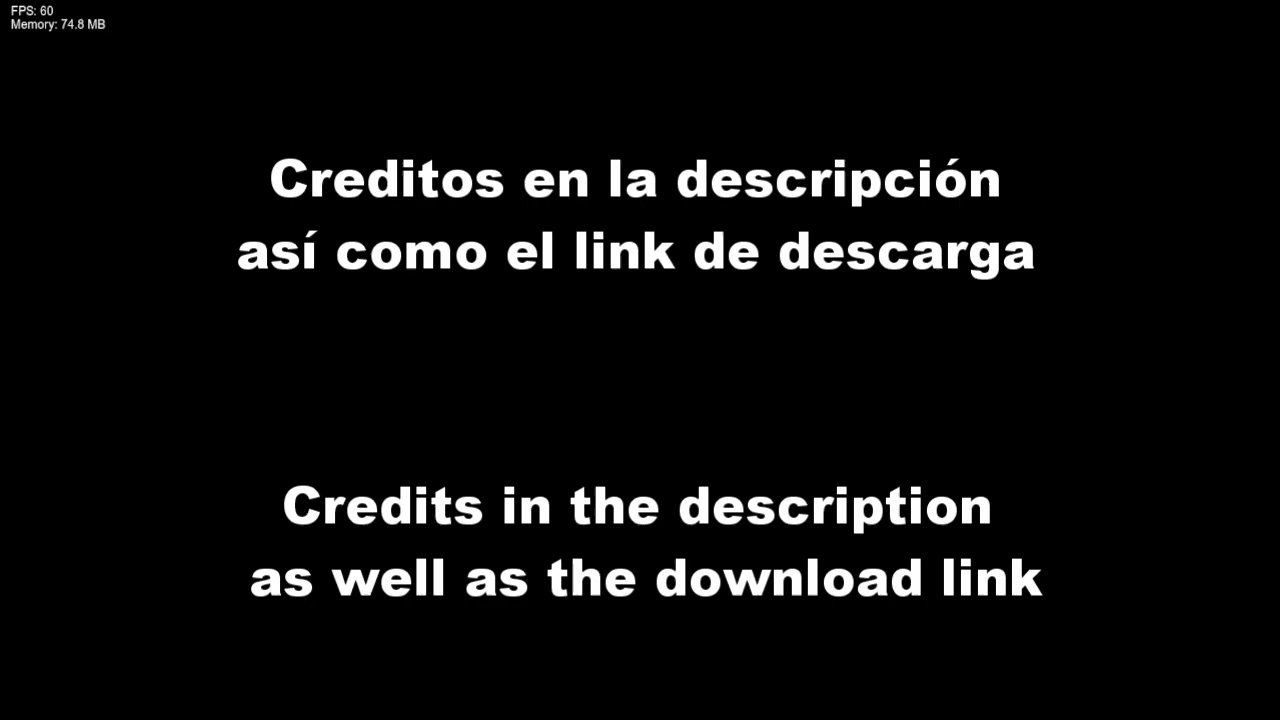 FPS: 60
Memory: 74.8 MB
Creditos en la descripción
así como el link de descarga
Credits in the description
as well as the download link